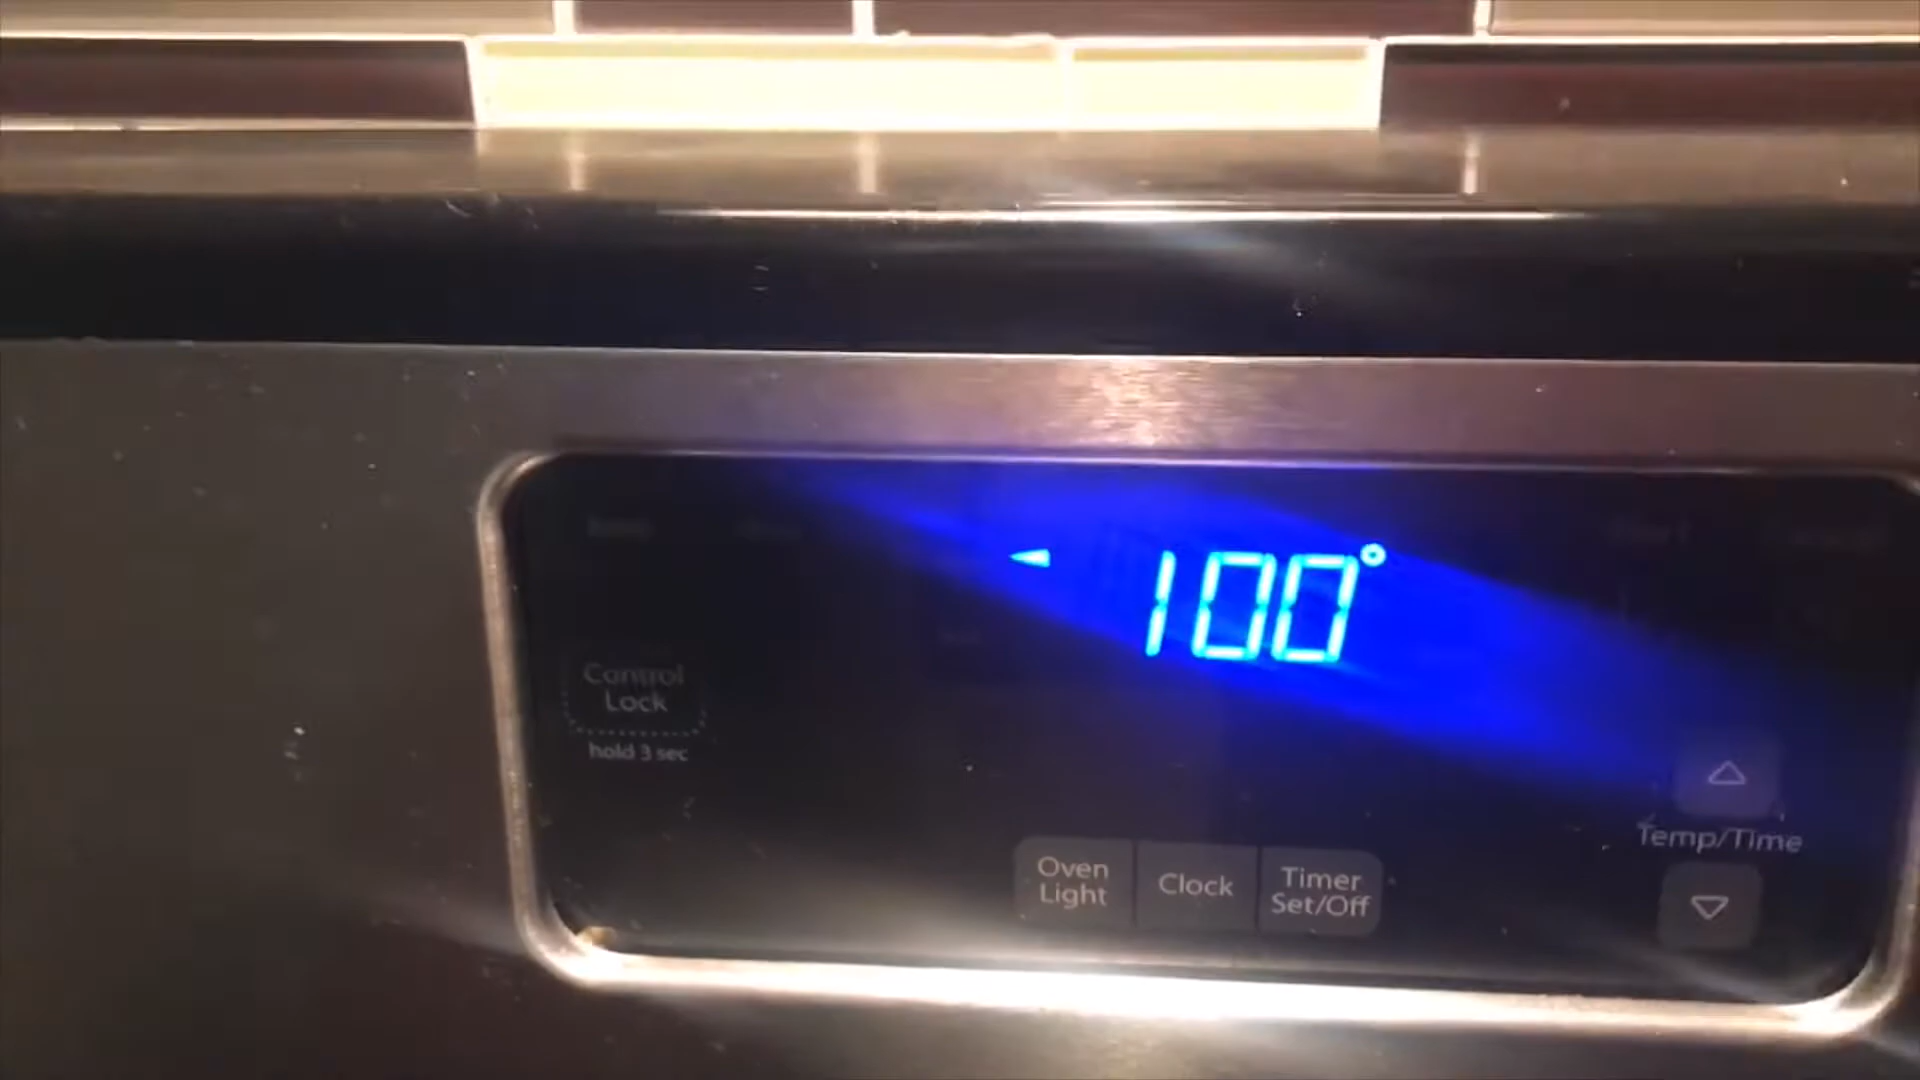 100°
Control
Lock
hold 3 sec
Temp/Time
Oven
Light
Clock
Timer
Set/Off